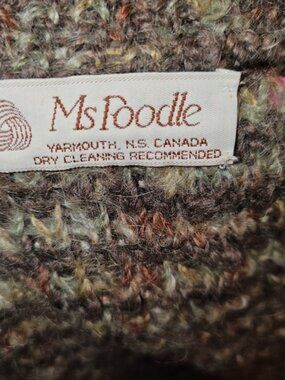 Ms Poodle
YARMOUTH, N.S. CANADA
DRY CLEANING RECOMMENDED